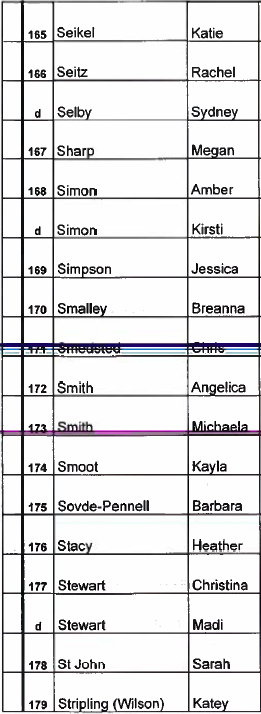 165 Seikel Katie
166 Seitz Rachel
d Selby Sydney
167 Sharp Megan
168 Simon Amber
d Simon Kirsti
169 Simpson Jessica
170 Smalley Breanna
171 Smedsted Chris
172 Smith Angelica
173 Smith Michaela
174 Smoot Kayla
175 Sovde-Pennell Barbara
176 Stacy Heather
177 Stewart Christina
d Stewart Madi
178 St John Sarah
179 Stripling (Wilson) Katey